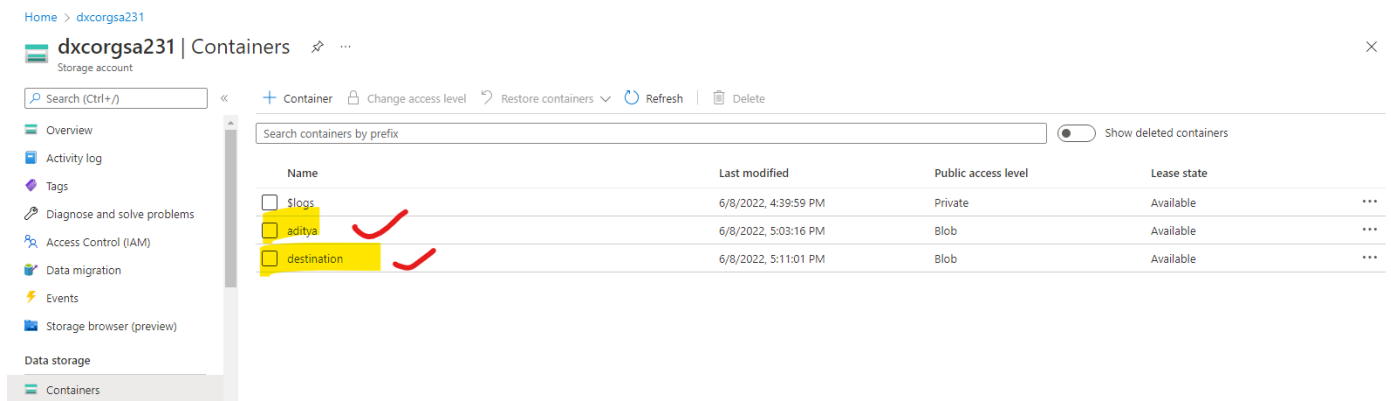 Home > dxcorgsa231
dxcorgsa231 | Containers ...
Storage account
Search (Ctrl+/) «
+ Container Change access level Restore containers Refresh Delete
Overview
Search containers by prefix Show deleted containers
Activity log
Name Last modified Public access level Lease state
Tags
$logs 6/8/2022, 4:39:59 PM Private Available ...
Diagnose and solve problems
aditya 6/8/2022, 5:03:16 PM Blob Available ...
Access Control (IAM)
destination 6/8/2022, 5:11:01 PM Blob Available ...
Data migration
Events
Storage browser (preview)
Data storage
Containers